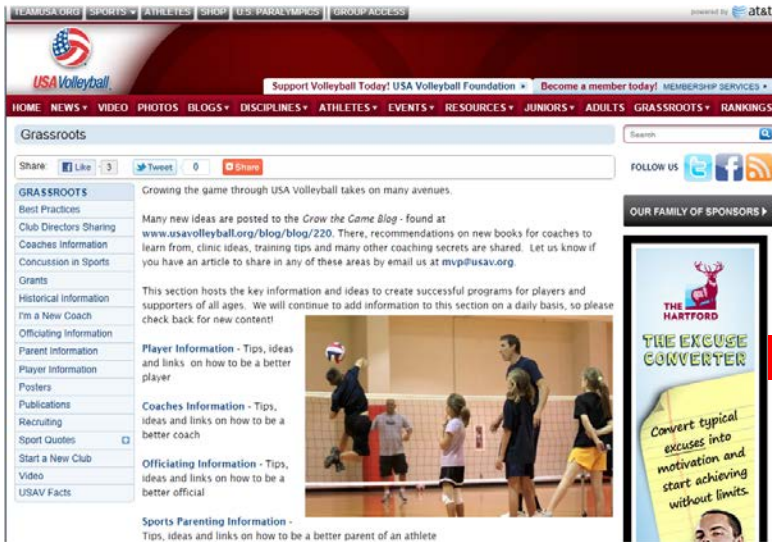 TEAMUSA.ORG SPORTS ATHLETES SHOP U.S. PARALYMPICS GROUP ACCESS
powered by at&t
USA Volleyball
Support Volleyball Today! USA Volleyball Foundation Become a member today! MEMBERSHIP SERVICES
HOME NEWS VIDEO PHOTOS BLOGS DISCIPLINES ATHLETES EVENTS RESOURCES JUNIORS ADULTS GRASSROOTS RANKINGS
Grassroots
Search
Share: Like 3 Tweet 0 Share
FOLLOW US
GRASSROOTS
Best Practices
Club Directors Sharing
Coaches Information
Concussion in Sports
Grants
Historical Information
I'm a New Coach
Officiating Information
Parent Information
Player Information
Posters
Publications
Recruiting
Sport Quotes
Start a New Club
Video
USAV Facts
Growing the game through USA Volleyball takes on many avenues.
Many new ideas are posted to the Grow the Game Blog - found at
www.usavolleyball.org/blog/blog/220. There, recommendations on new books for coaches to
learn from, clinic ideas, training tips and many other coaching secrets are shared. Let us know if
you have an article to share in any of these areas by email us at mvp@usav.org.
This section hosts the key information and ideas to create successful programs for players and
supporters of all ages. We will continue to add information to this section on a daily basis, so please
check back for new content!
Player Information - Tips, ideas
and links on how to be a better
player
Coaches Information - Tips,
ideas and links on how to be a
better coach
Officiating Information - Tips,
ideas and links on how to be a
better official
Sports Parenting Information -
Tips, ideas and links on how to be a better parent of an athlete
OUR FAMILY OF SPONSORS
THE
HARTFORD
THE EXCUSE
CONVERTER
Convert typical
excuses into
motivation and
start achieving
without limits.